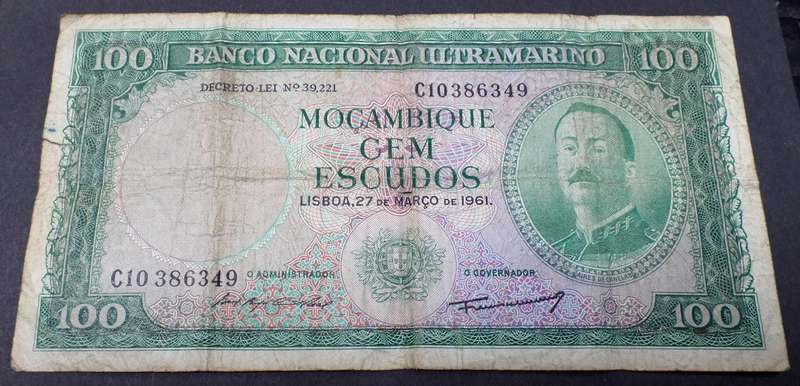 100 BANCO NACIONAL ULTRAMARINO 100
DECRETO-LEI Nº 39,221 C10386349
MOÇAMBIQUE
CEM
ESCUDOS
LISBOA, 27 DE MARÇO DE 1961.
C10 386349 O ADMINISTRADOR O GOVERNADOR
100 100